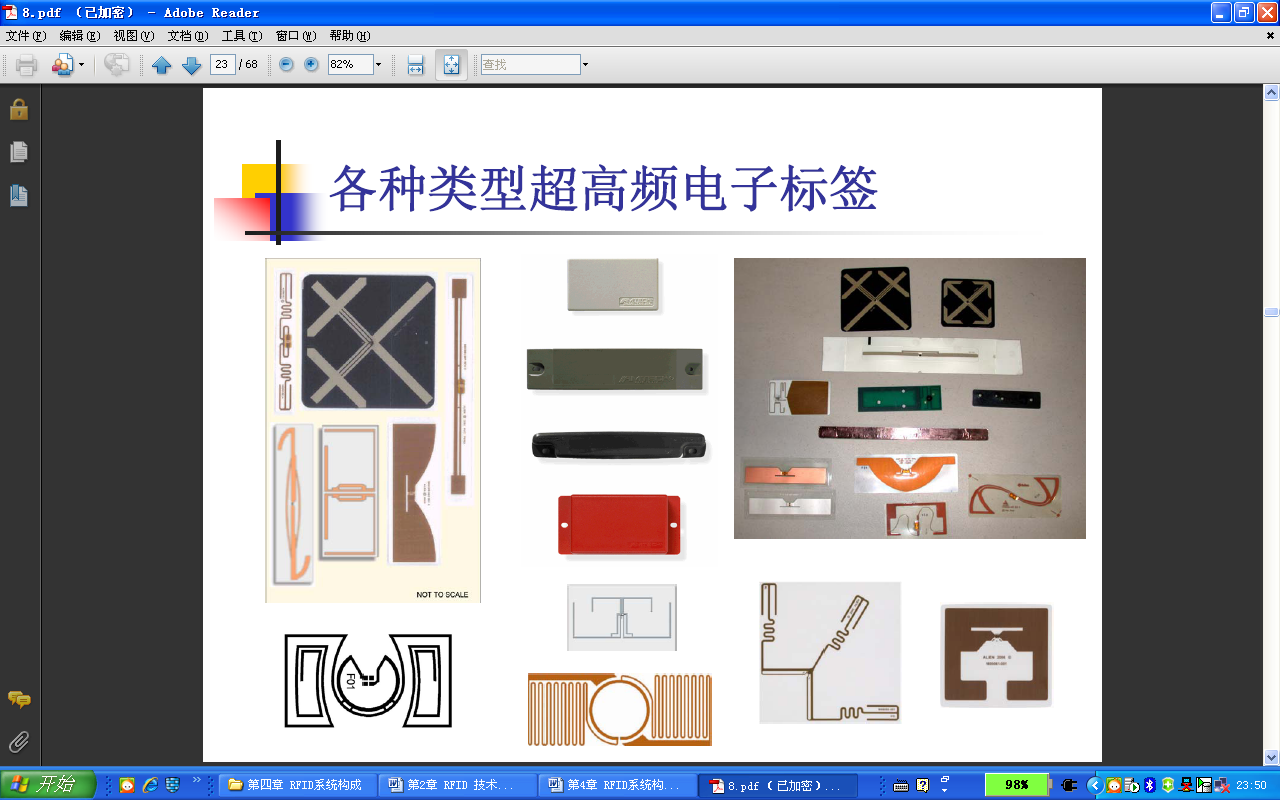 8.pdf （已加密） - Adobe Reader
文件(F) 编辑(E) 视图(V) 文档(D) 工具(T) 窗口(W) 帮助(H)
23 / 68 82% 查找
各种类型超高频电子标签
NOT TO SCALE
F01
开始 第四章 RFID系统构成 第2章 RFID 技术... 第4章 RFID系统构... 8.pdf (已加密)... 98% 23:50